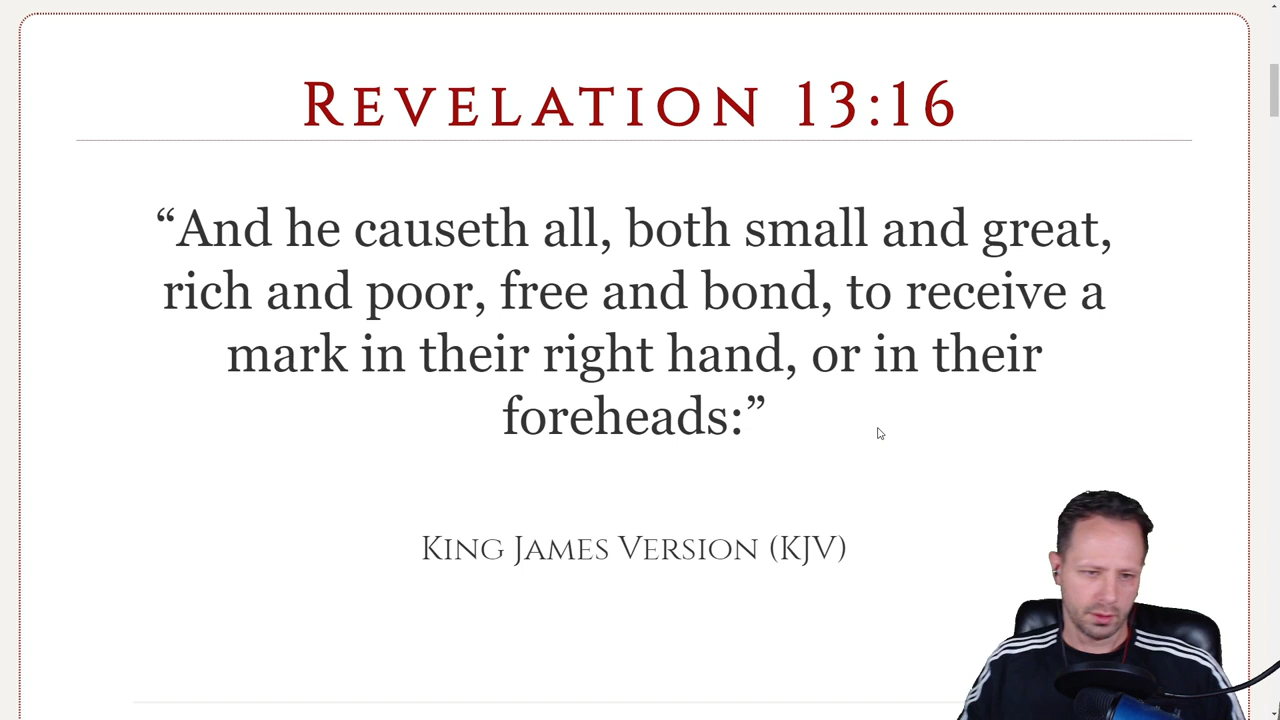 Revelation 13:16
“And he causeth all, both small and great,
rich and poor, free and bond, to receive a
mark in their right hand, or in their
foreheads:”
King James Version (KJV)